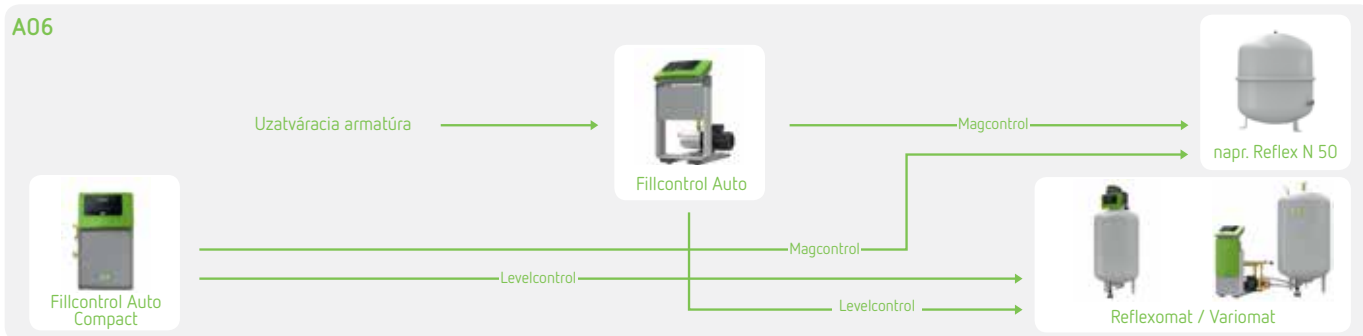 A06
Uzatváracia armatúra
Fillcontrol Auto
Magcontrol
napr. Reflex N 50
Fillcontrol Auto
Compact
Magcontrol
Levelcontrol
Levelcontrol
Reflexomat / Variomat